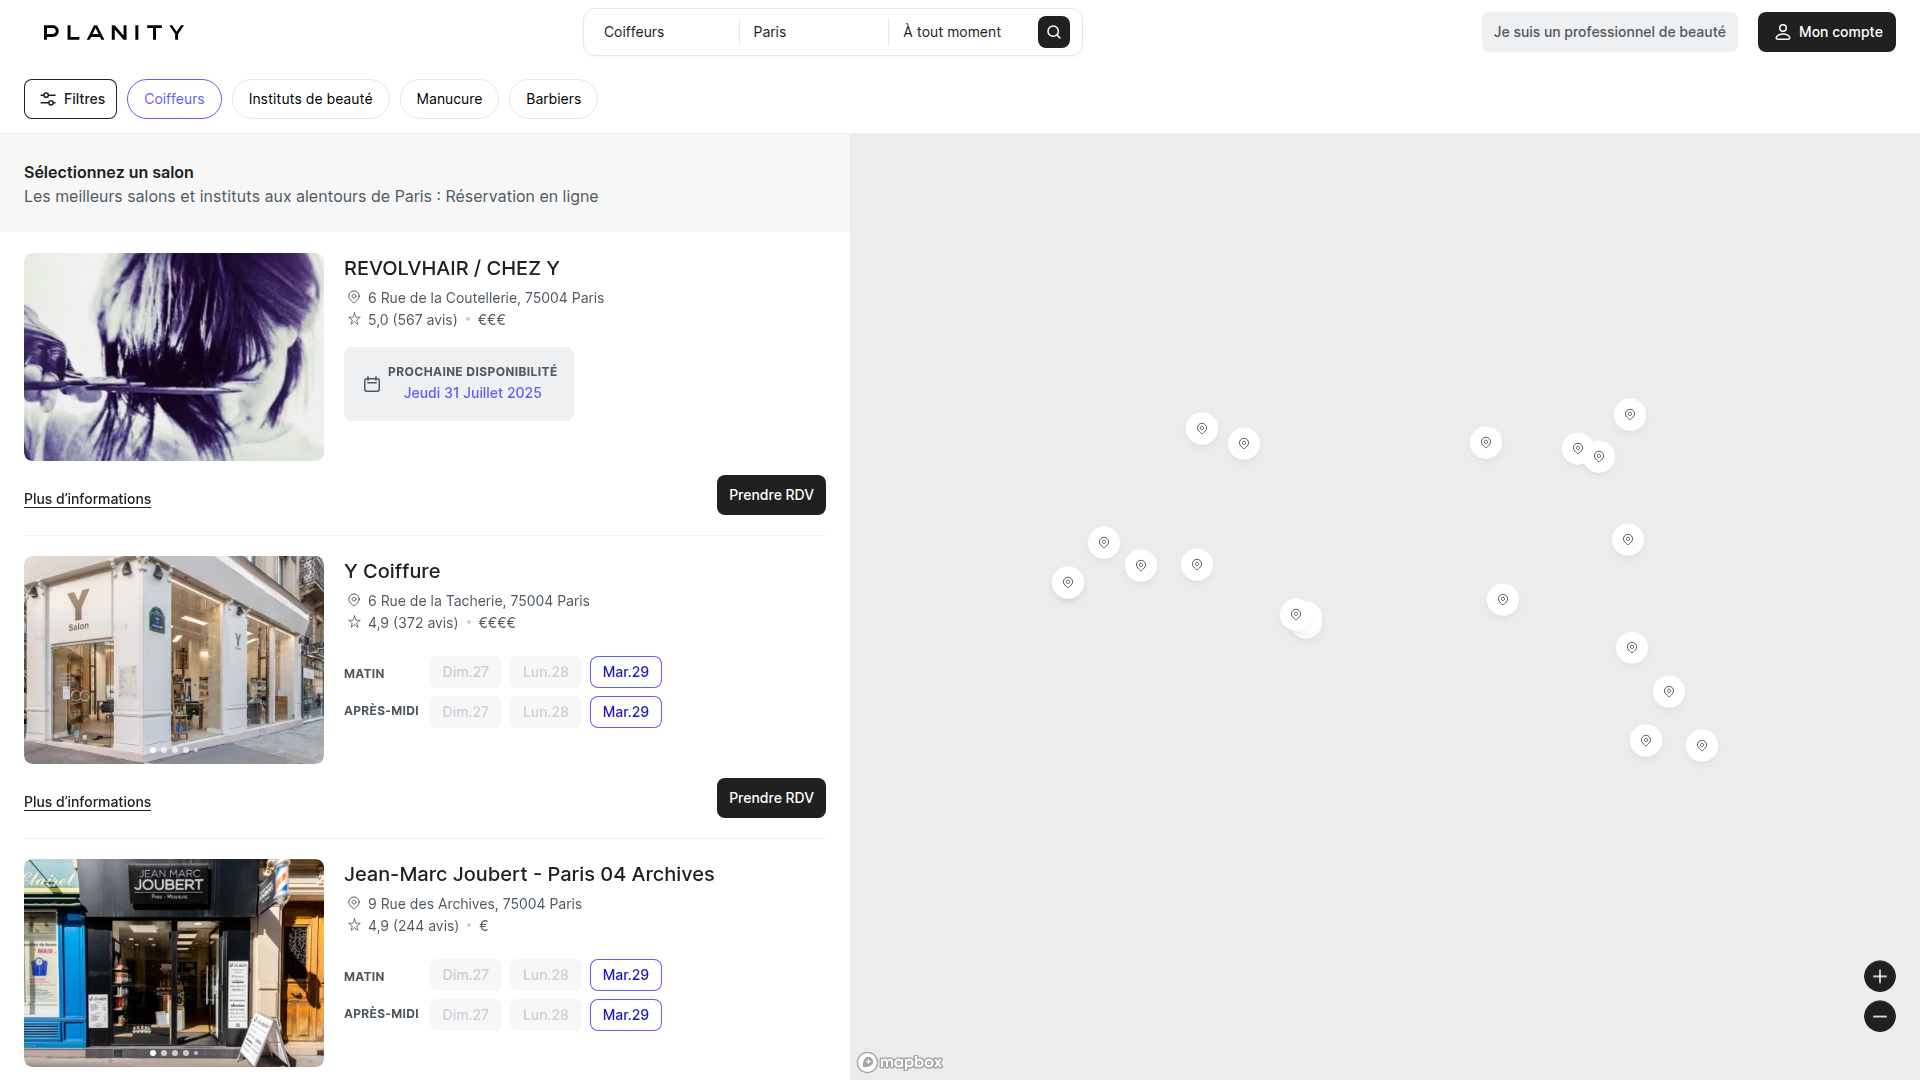 PLANITY
Coiffeurs
Paris
À tout moment
Je suis un professionnel de beauté
Mon compte
Filtres
Coiffeurs
Instituts de beauté
Manucure
Barbiers
Sélectionnez un salon
Les meilleurs salons et instituts aux alentours de Paris : Réservation en ligne
REVOLVHAIR / CHEZ Y
6 Rue de la Coutellerie, 75004 Paris
5,0 (567 avis) • €€€
PROCHAINE DISPONIBILITÉ
Jeudi 31 Juillet 2025
Plus d’informations
Prendre RDV
Y
Salon
Y
Y Coiffure
6 Rue de la Tacherie, 75004 Paris
4,9 (372 avis) • €€€€
MATIN
Dim.27
Lun.28
Mar.29
APRÈS-MIDI
Dim.27
Lun.28
Mar.29
Plus d’informations
Prendre RDV
JEAN MARC
JOUBERT
MAIS
Jean-Marc Joubert - Paris 04 Archives
9 Rue des Archives, 75004 Paris
4,9 (244 avis) • €
MATIN
Dim.27
Lun.28
Mar.29
APRÈS-MIDI
Dim.27
Lun.28
Mar.29
mapbox